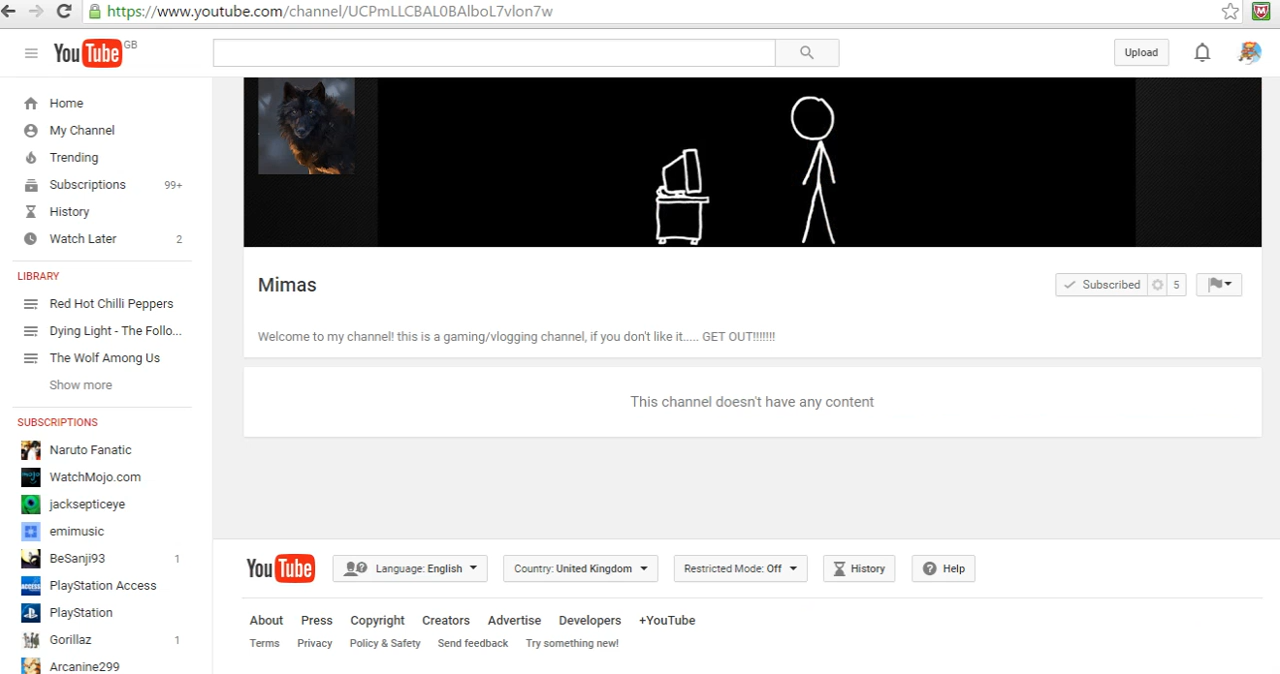 https://www.youtube.com/channel/UCPmLLCBAL0BAlboL7vlon7w
YouTube GB
Upload
Home
My Channel
Trending
Subscriptions 99+
History
Watch Later 2
LIBRARY
Red Hot Chilli Peppers
Dying Light - The Follo...
The Wolf Among Us
Show more
SUBSCRIPTIONS
Naruto Fanatic
WatchMojo.com
jacksepticeye
emimusic
BeSanji93 1
PlayStation Access
PlayStation
Gorillaz 1
Arcanine299
Mimas
Subscribed 5
Welcome to my channel! this is a gaming/vlogging channel, if you don't like it..... GET OUT!!!!!!!
This channel doesn't have any content
YouTube
Language: English
Country: United Kingdom
Restricted Mode: Off
History
Help
About Press Copyright Creators Advertise Developers +YouTube
Terms Privacy Policy & Safety Send feedback Try something new!